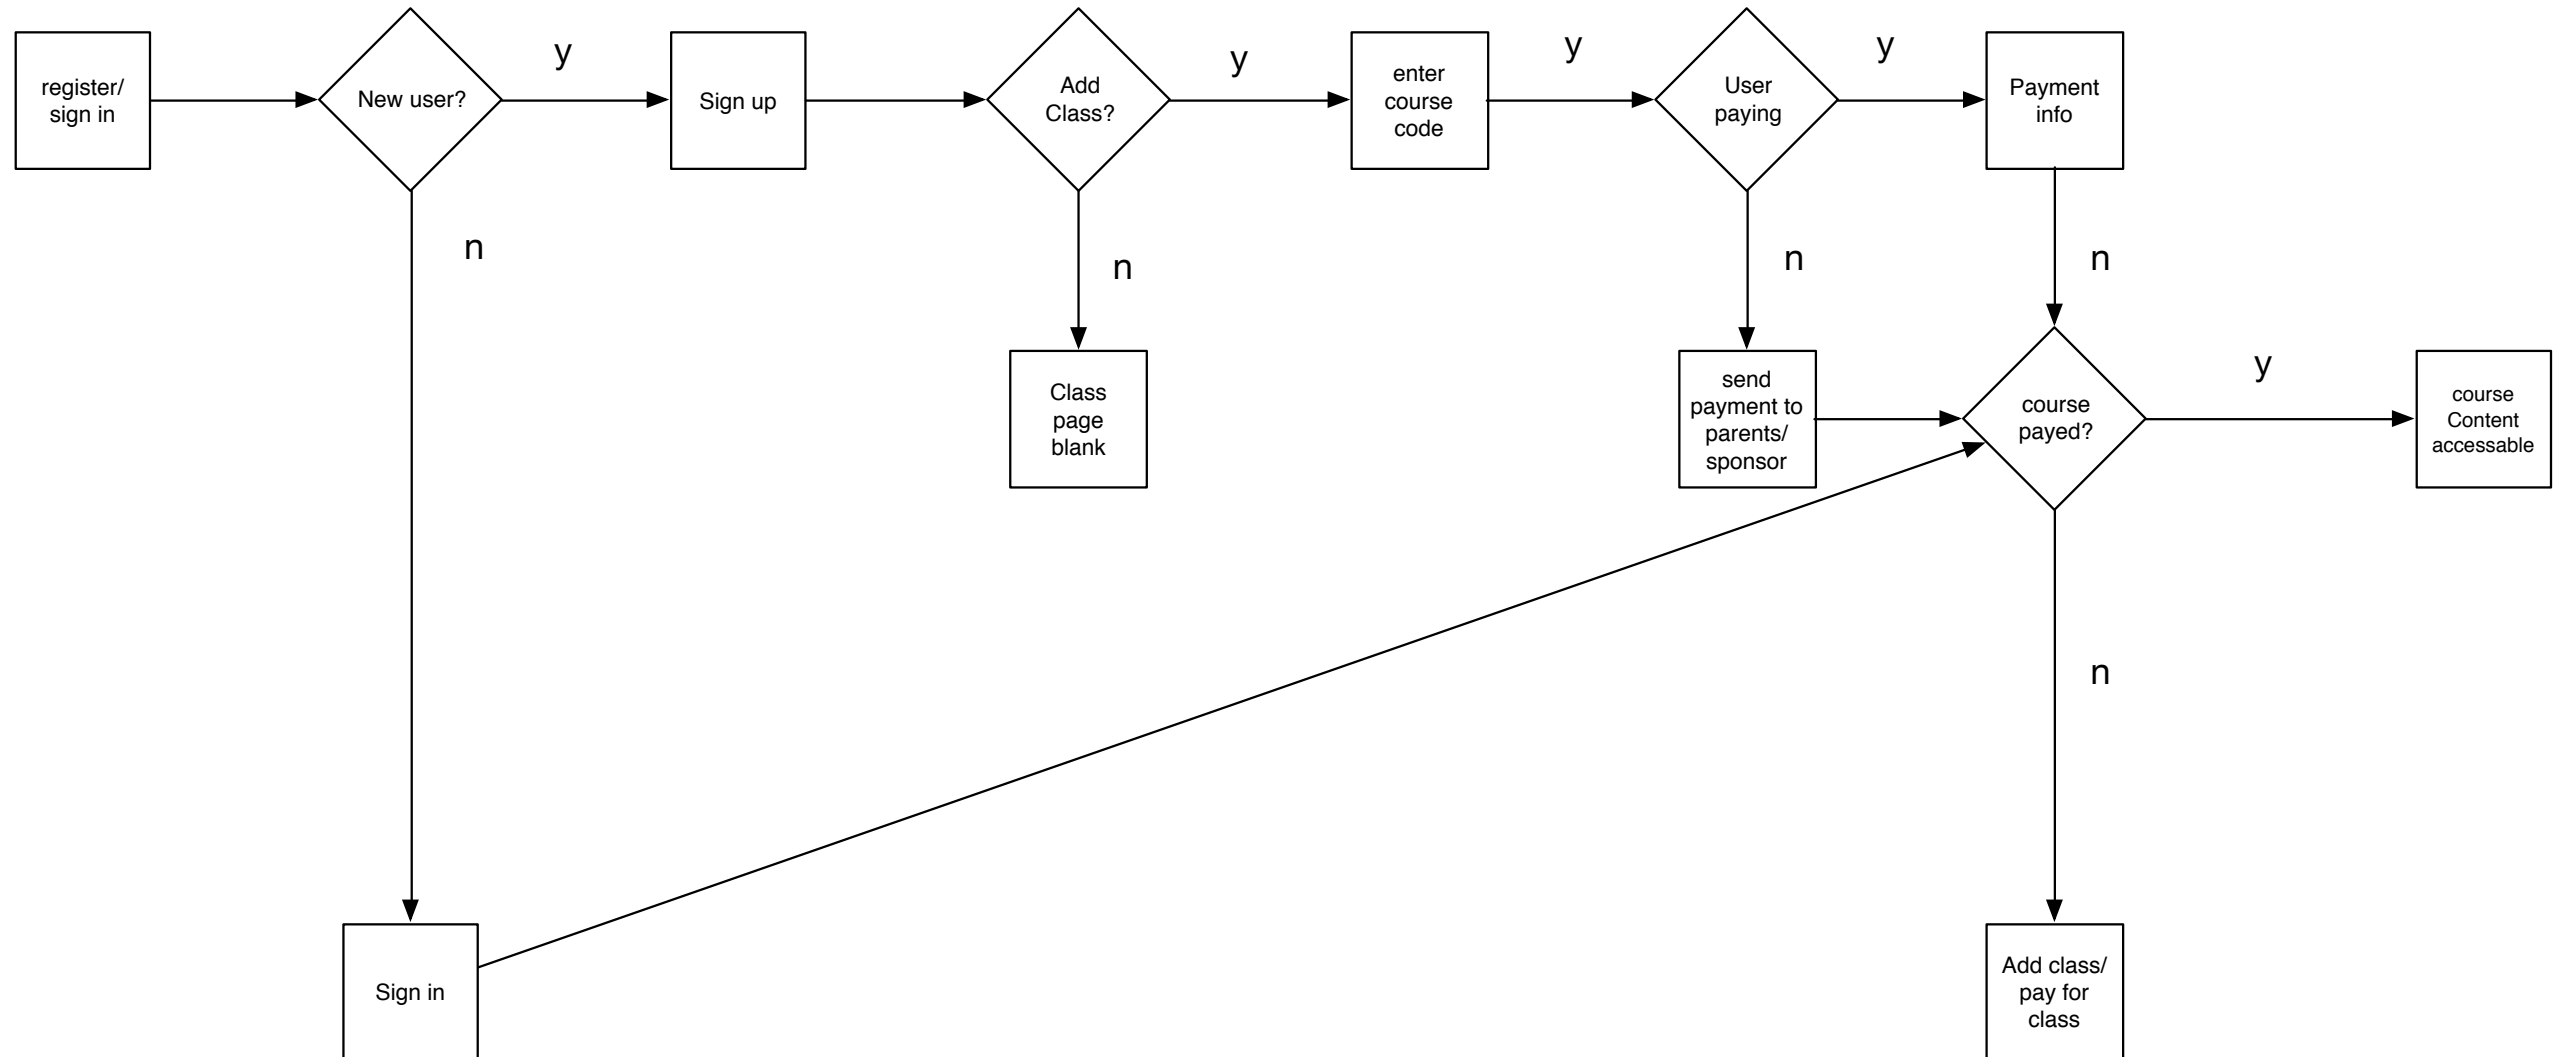 register/
sign in
New user?
y
Sign up
Add
Class?
y
enter
course
code
y
User
paying
y
Payment
info
n
n
n
n
Class
page
blank
send
payment to
parents/
sponsor
course
payed?
y
course
Content
accessable
n
Sign in
Add class/
pay for
class